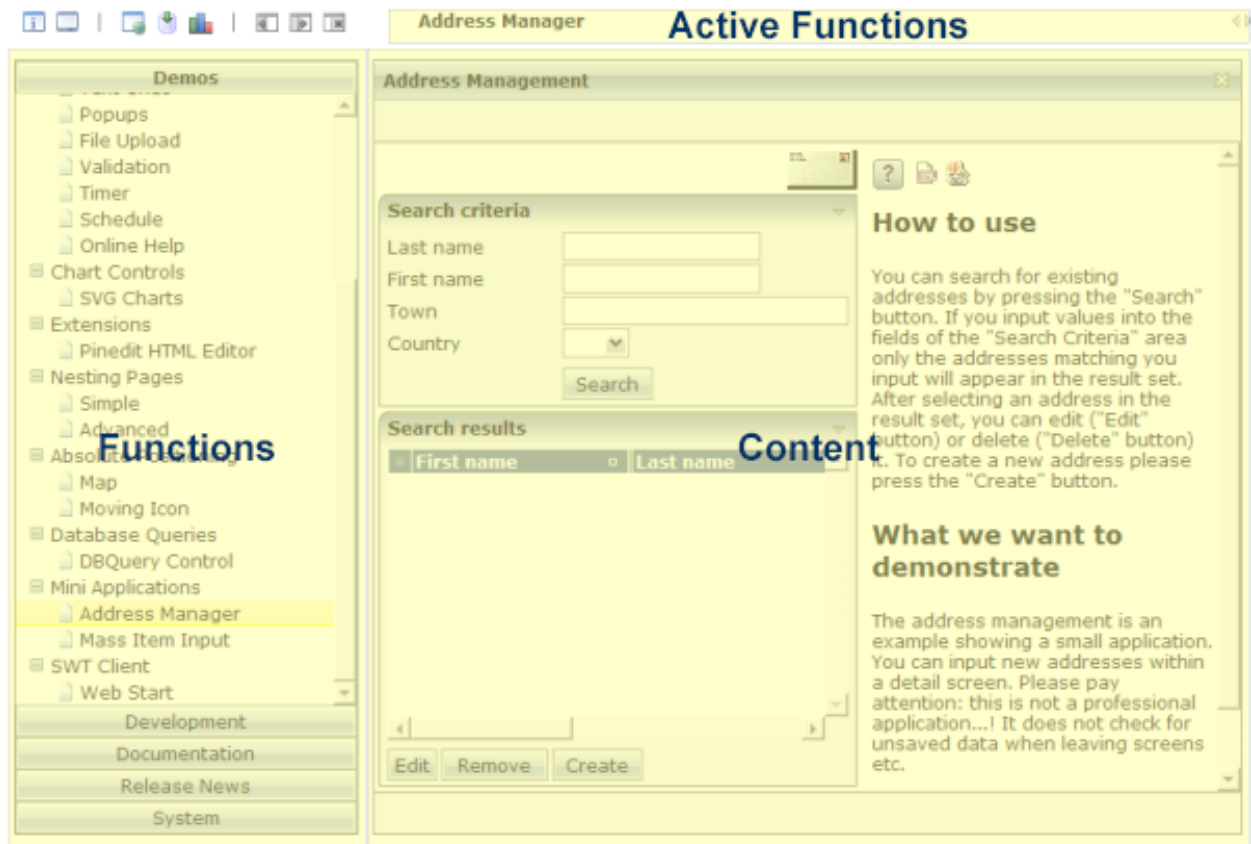 Address Manager
Active Functions
Demos
Popups
File Upload
Validation
Timer
Schedule
Online Help
Chart Controls
SVG Charts
Extensions
Pinedit HTML Editor
Nesting Pages
Simple
Advanced
Functions
Absolute Positioning
Map
Moving Icon
Database Queries
DBQuery Control
Mini Applications
Address Manager
Mass Item Input
SWT Client
Web Start
Development
Documentation
Release News
System
Address Management
Search criteria
Last name
First name
Town
Country
Search
Search results
Content
First name
Last name
Edit
Remove
Create
?
How to use
You can search for existing
addresses by pressing the "Search"
button. If you input values into the
fields of the "Search Criteria" area
only the addresses matching you
input will appear in the result set.
After selecting an address in the
result set, you can edit ("Edit"
button) or delete ("Delete" button)
it. To create a new address please
press the "Create" button.
What we want to
demonstrate
The address management is an
example showing a small application.
You can input new addresses within
a detail screen. Please pay
attention: this is not a professional
application...! It does not check for
unsaved data when leaving screens
etc.